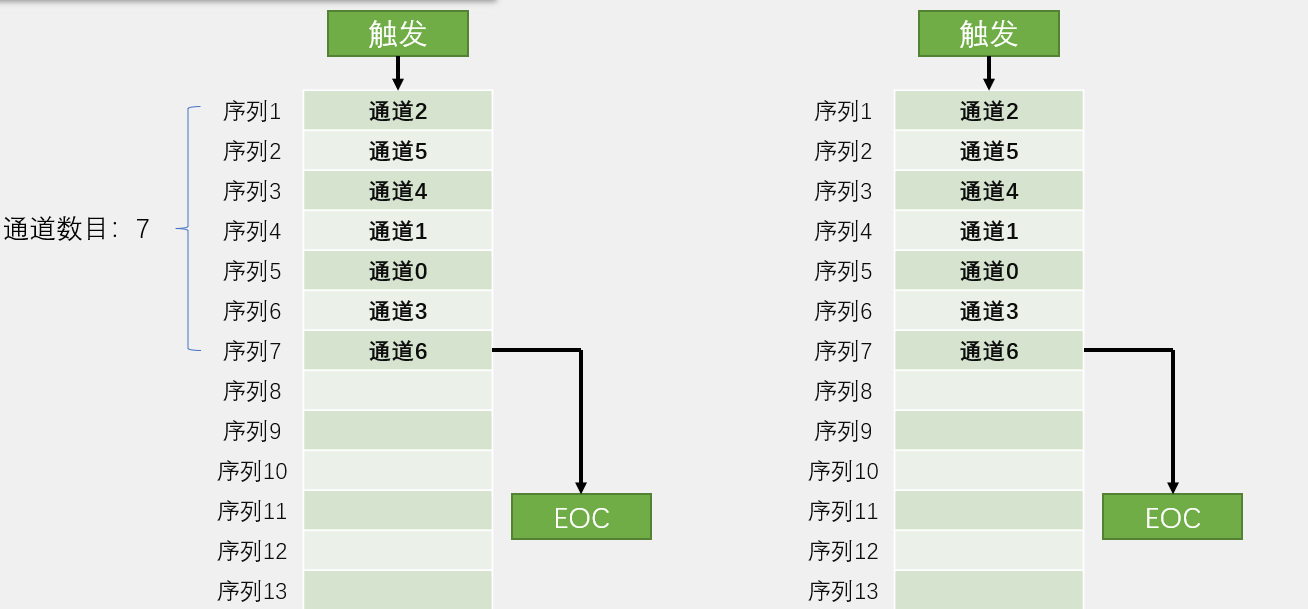 触发
序列1 通道2
序列2 通道5
序列3 通道4
序列4 通道1
通道数目：7
序列5 通道0
序列6 通道3
序列7 通道6
序列8
序列9
序列10
序列11
EOC
序列12
序列13
触发
序列1 通道2
序列2 通道5
序列3 通道4
序列4 通道1
序列5 通道0
序列6 通道3
序列7 通道6
序列8
序列9
序列10
序列11
EOC
序列12
序列13